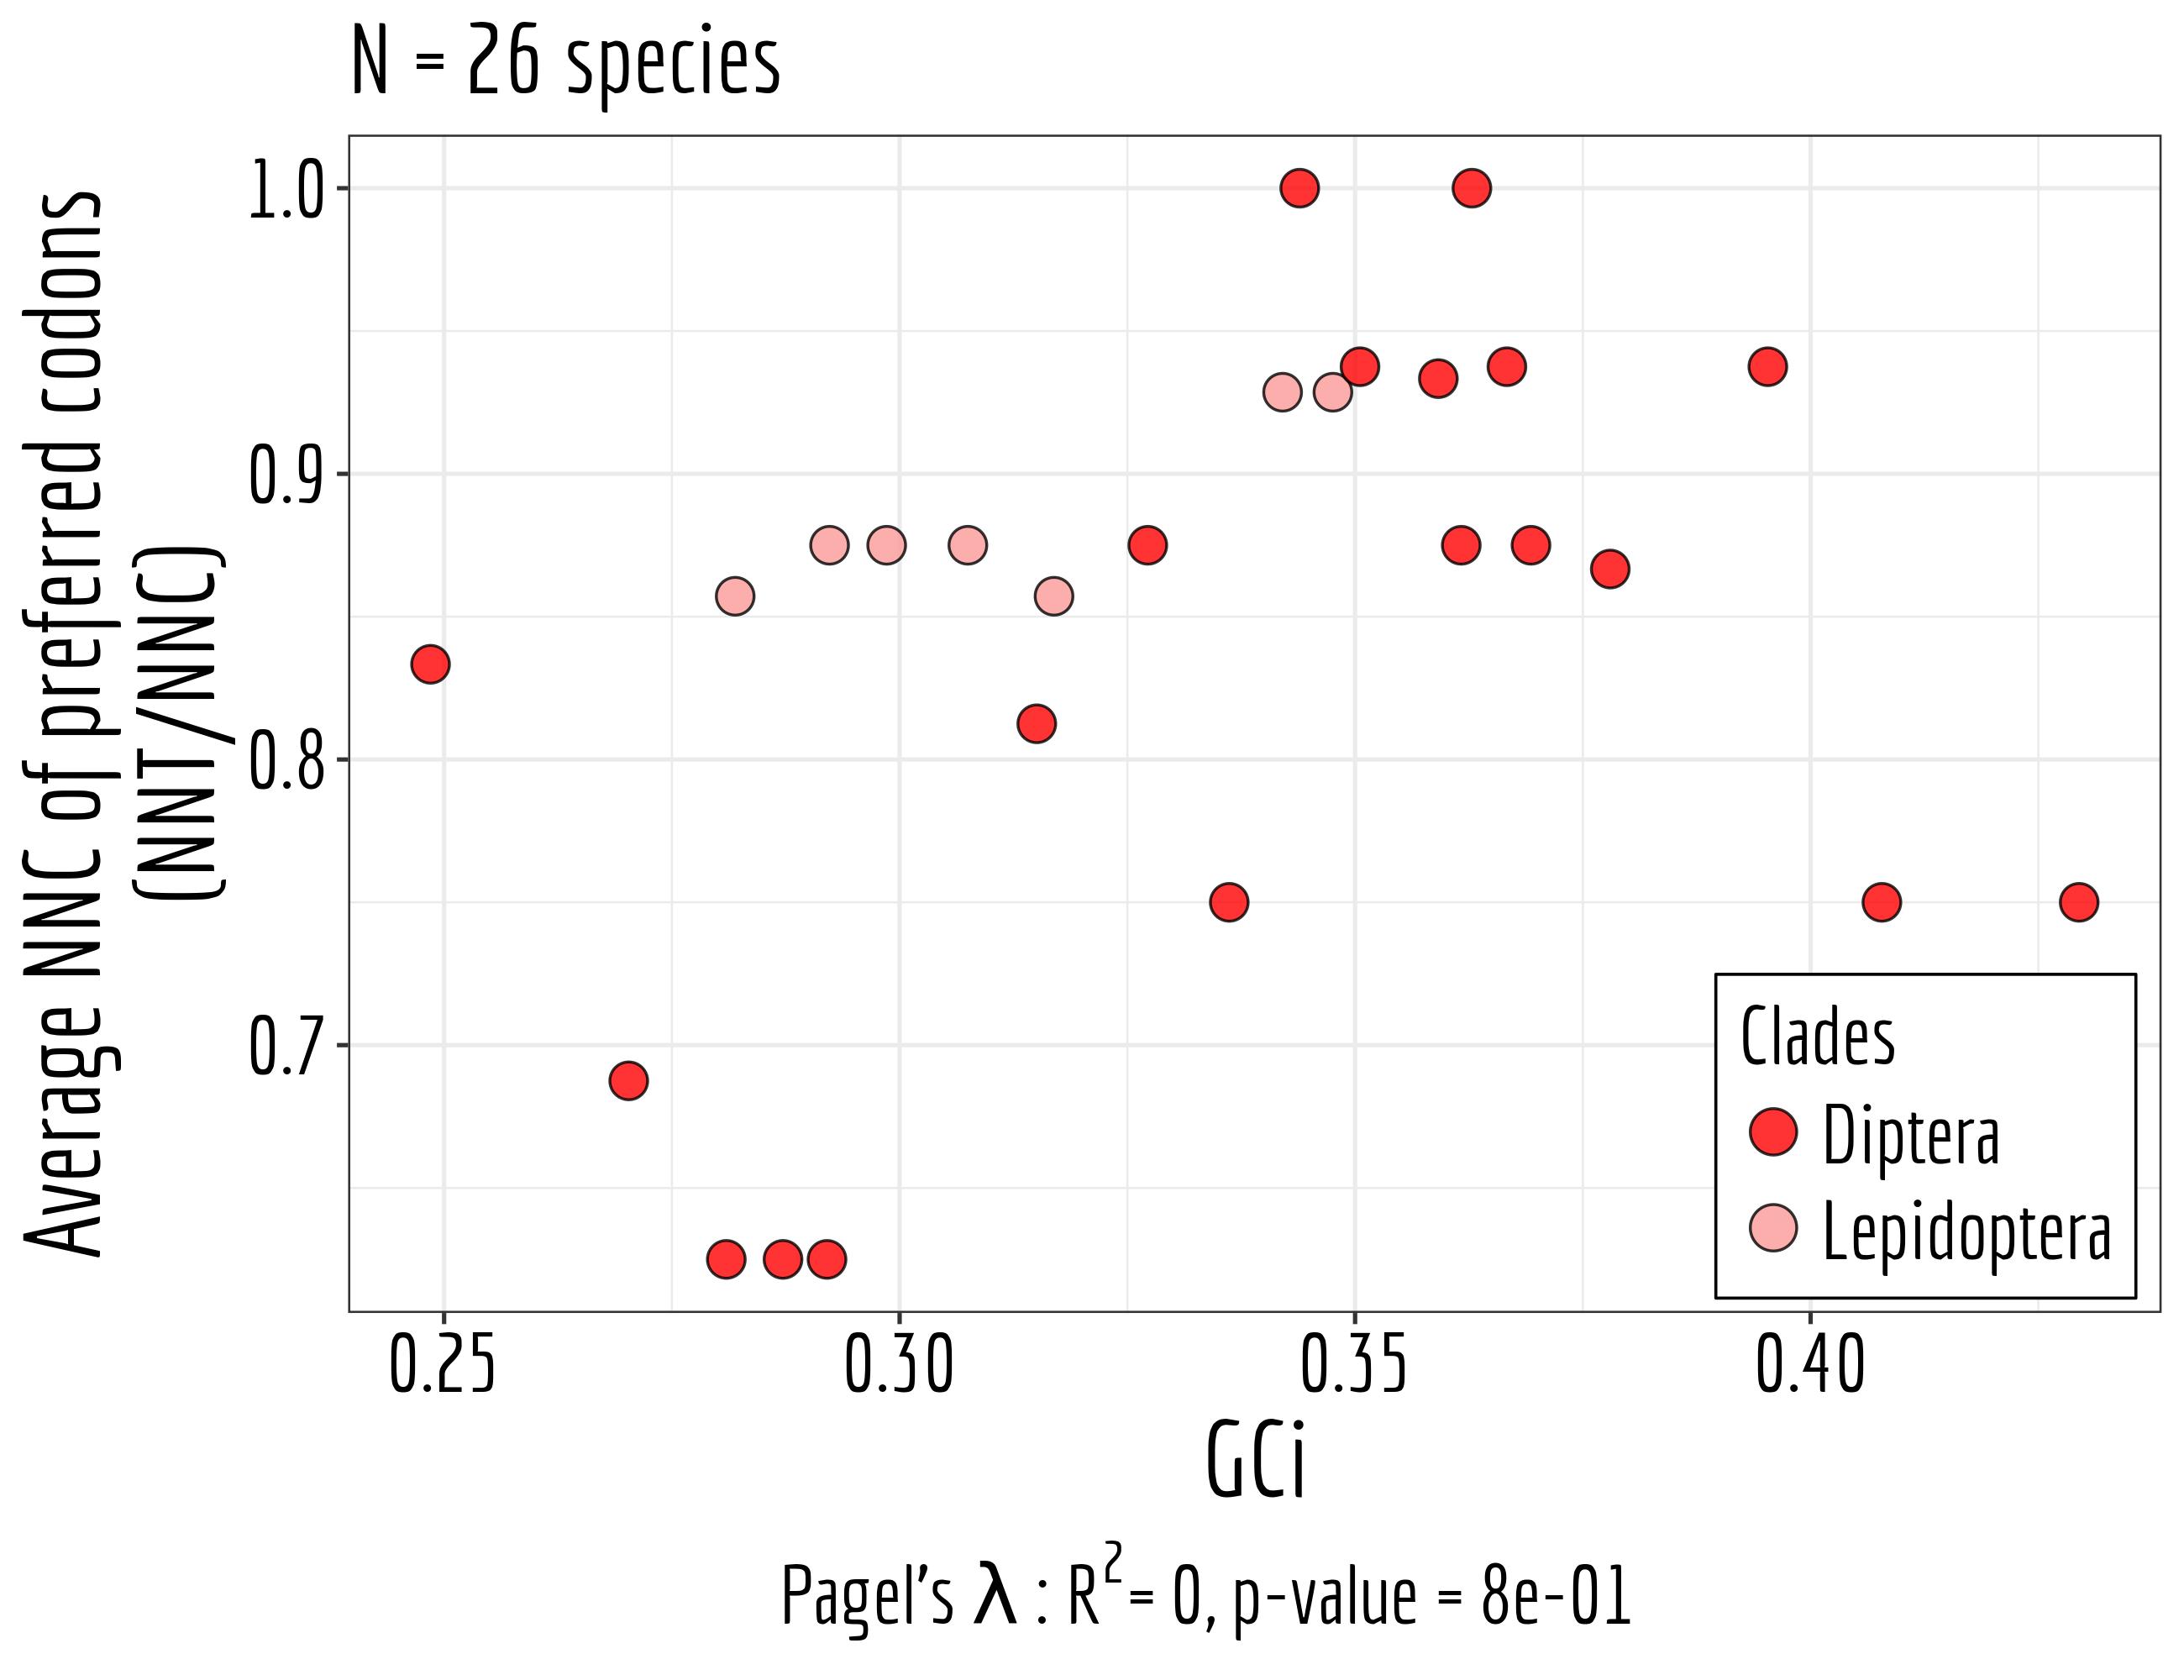 N = 26 species
Average NNC of preferred codons
(NNT/NNC)
1.0
0.9
0.8
0.7
Clades
Diptera
Lepidoptera
0.25 0.30 0.35 0.40
GCi
Pagel's λ : R²= 0, p-value = 8e-01